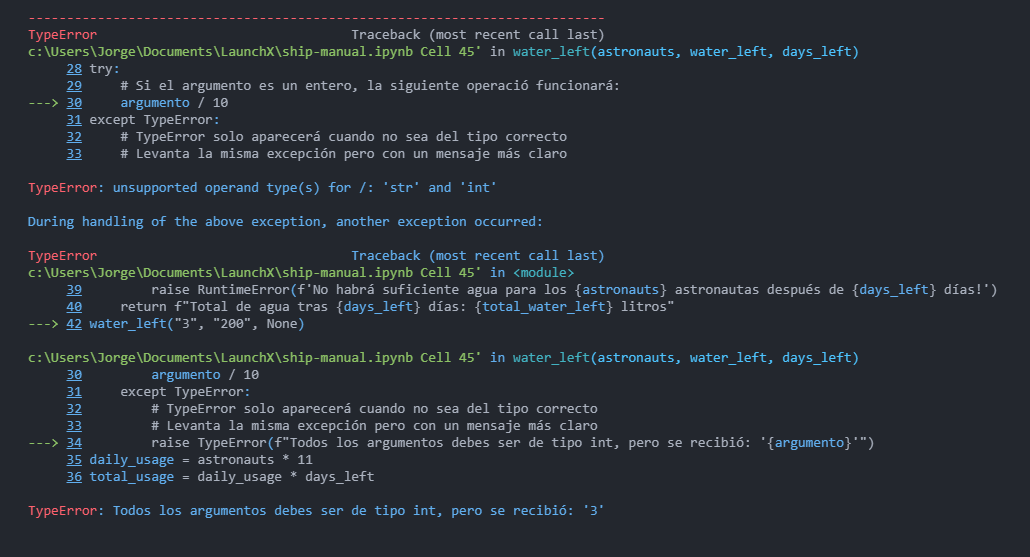 ---------------------------------------------------------------------------
TypeError                                 Traceback (most recent call last)
c:\Users\Jorge\Documents\LaunchX\ship-manual.ipynb Cell 45' in water_left(astronauts, water_left, days_left)
     28 try:
     29     # Si el argumento es un entero, la siguiente operació funcionará:
---> 30     argumento / 10
     31 except TypeError:
     32     # TypeError solo aparecerá cuando no sea del tipo correcto
     33     # Levanta la misma excepción pero con un mensaje más claro
TypeError: unsupported operand type(s) for /: 'str' and 'int'
During handling of the above exception, another exception occurred:
TypeError                                 Traceback (most recent call last)
c:\Users\Jorge\Documents\LaunchX\ship-manual.ipynb Cell 45' in <module>
     39         raise RuntimeError(f'No habrá suficiente agua para los {astronauts} astronautas después de {days_left} días!')
     40     return f"Total de agua tras {days_left} días: {total_water_left} litros"
---> 42 water_left("3", "200", None)
c:\Users\Jorge\Documents\LaunchX\ship-manual.ipynb Cell 45' in water_left(astronauts, water_left, days_left)
     30         argumento / 10
     31     except TypeError:
     32         # TypeError solo aparecerá cuando no sea del tipo correcto
     33         # Levanta la misma excepción pero con un mensaje más claro
---> 34         raise TypeError(f"Todos los argumentos debes ser de tipo int, pero se recibió: '{argumento}'")
     35 daily_usage = astronauts * 11
     36 total_usage = daily_usage * days_left
TypeError: Todos los argumentos debes ser de tipo int, pero se recibió: '3'